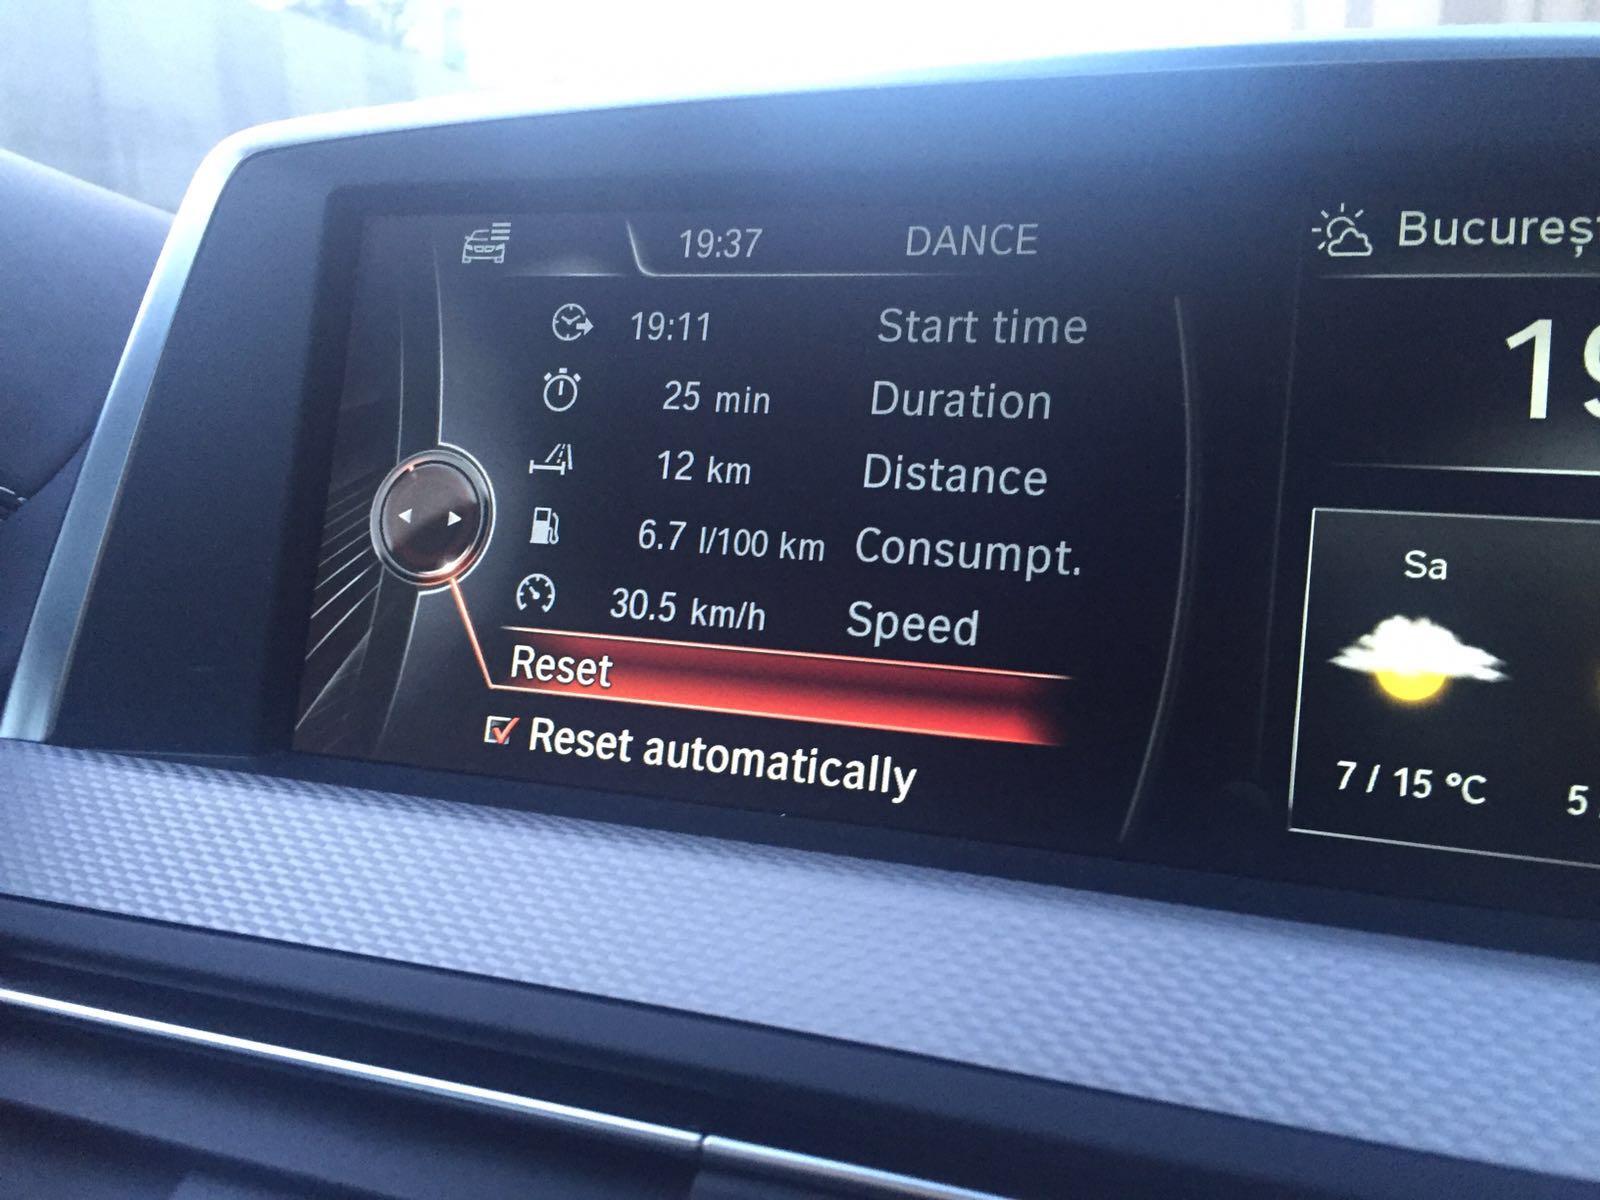 19:37 DANCE
19:11 Start time
25 min Duration
12 km Distance
6.7 l/100 km Consumpt.
30.5 km/h Speed
Reset
Reset automatically
Sa
7 / 15 °C
5